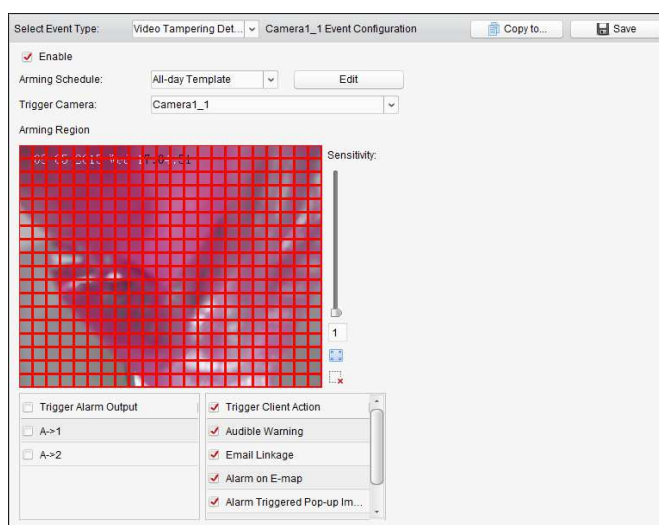 Select Event Type: Video Tampering Det... Camera1_1 Event Configuration Copy to... Save
Enable
Arming Schedule: All-day Template Edit
Trigger Camera: Camera1_1
Arming Region
Sensitivity:
1
Trigger Alarm Output
A->1
A->2
Trigger Client Action
Audible Warning
Email Linkage
Alarm on E-map
Alarm Triggered Pop-up Im...